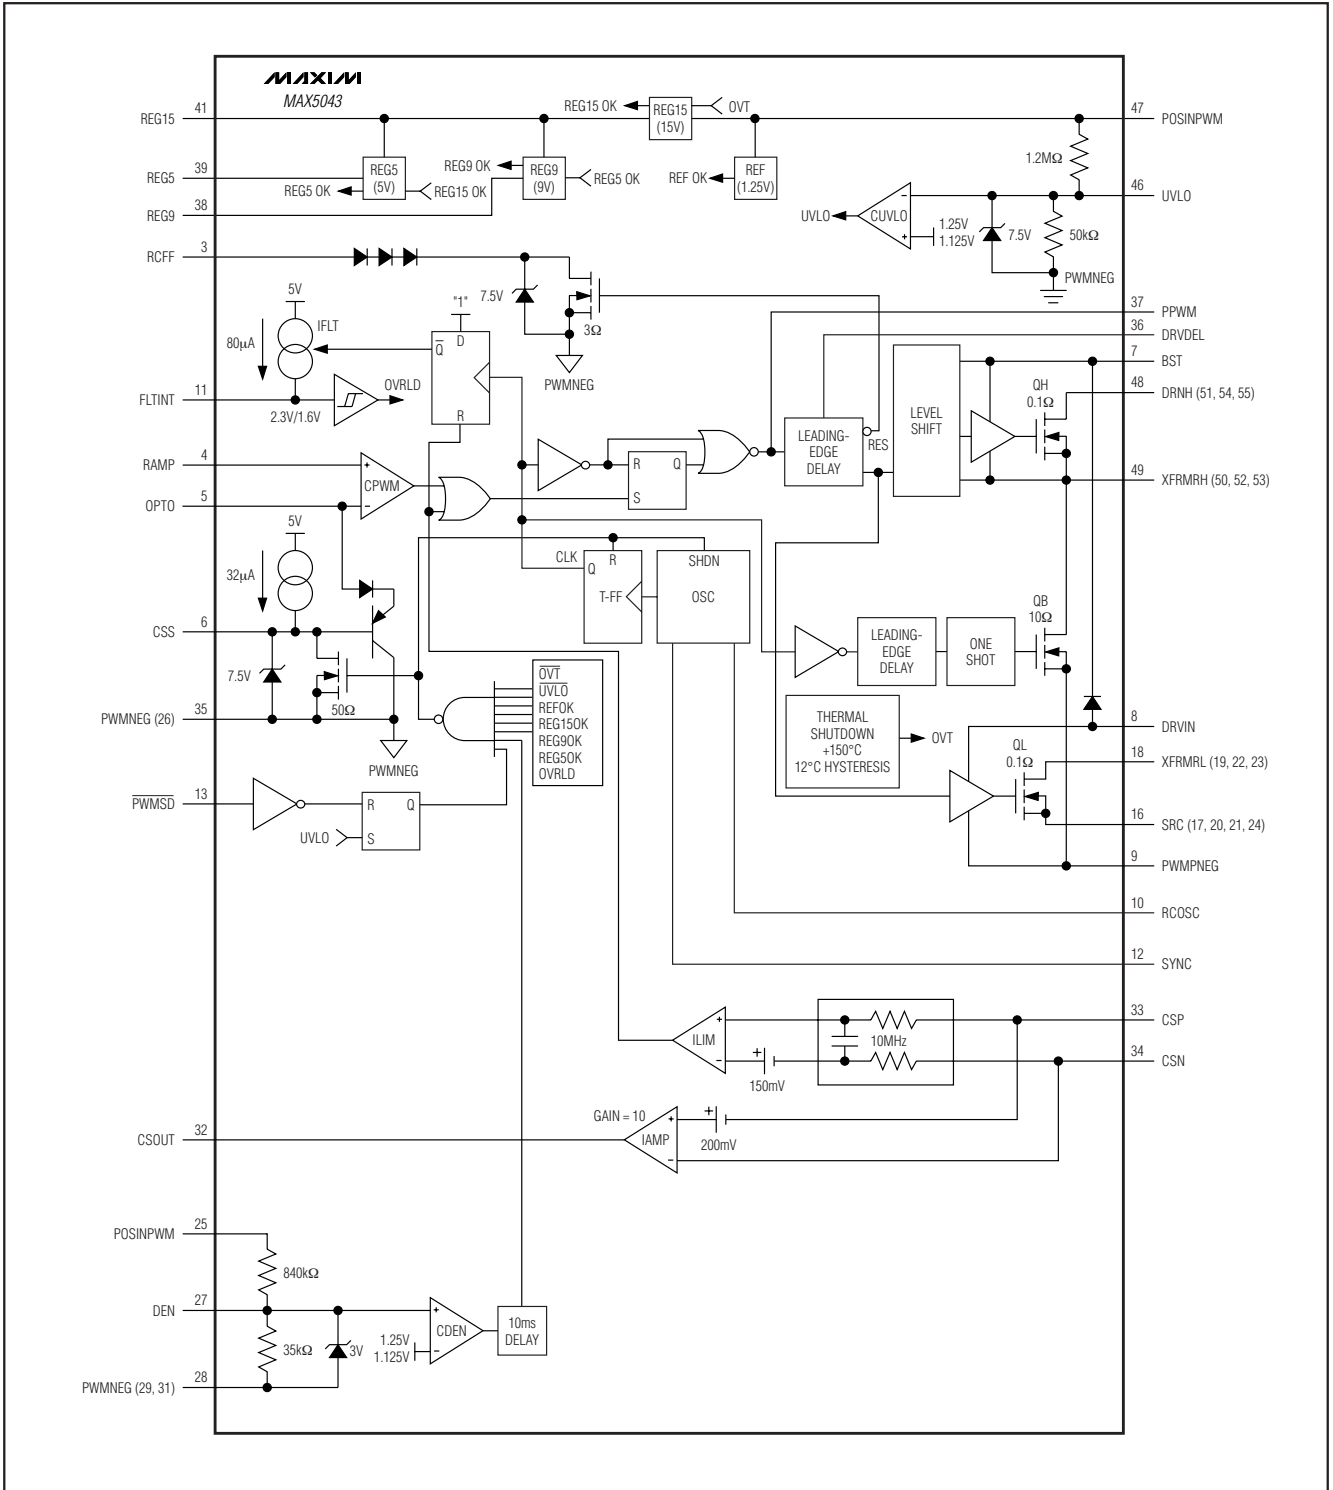 MAXIM
MAX5043
41
REG15
REG15 OK
REG15
(15V)
OVT
47
POSINPWM
1.2MΩ
39
REG5
REG5
(5V)
REG5 OK
REG15 OK
REG9 OK
REG9
(9V)
REG5 OK
REF OK
REF
(1.25V)
46
UVLO
38
REG9
UVLO
CUVLO
−
+
1.25V
1.125V
7.5V
50kΩ
PWMNEG
3
RCFF
7.5V
3Ω
PWMNEG
37
PPWM
36
DRVDEL
7
BST
5V
IFLT
80µA
"1"
D
Q
R
OVRLD
11
FLTINT
2.3V/1.6V
LEVEL
SHIFT
QH
0.1Ω
48
DRNH (51, 54, 55)
LEADING-
EDGE
DELAY
RES
4
RAMP
+
CPWM
−
5
OPTO
R
Q
S
49
XFRMRH (50, 52, 53)
5V
32µA
CLK
Q
R
T-FF
SHDN
OSC
6
CSS
7.5V
50Ω
LEADING-
EDGE
DELAY
ONE
SHOT
QB
10Ω
35
PWMNEG (26)
PWMNEG
OVT
UVLO
REFOK
REG15OK
REG9OK
REG5OK
OVRLD
THERMAL
SHUTDOWN
+150°C
12°C HYSTERESIS
OVT
8
DRVIN
QL
0.1Ω
18
XFRMRL (19, 22, 23)
13
PWMSD
R
Q
S
UVLO
16
SRC (17, 20, 21, 24)
9
PWMPNEG
10
RCOSC
12
SYNC
33
CSP
34
CSN
+
ILIM
−
+
150mV
10MHz
GAIN = 10
+
IAMP
−
+
200mV
32
CSOUT
25
POSINPWM
840kΩ
27
DEN
35kΩ
3V
1.25V
1.125V
+
CDEN
−
10ms
DELAY
28
PWMNEG (29, 31)